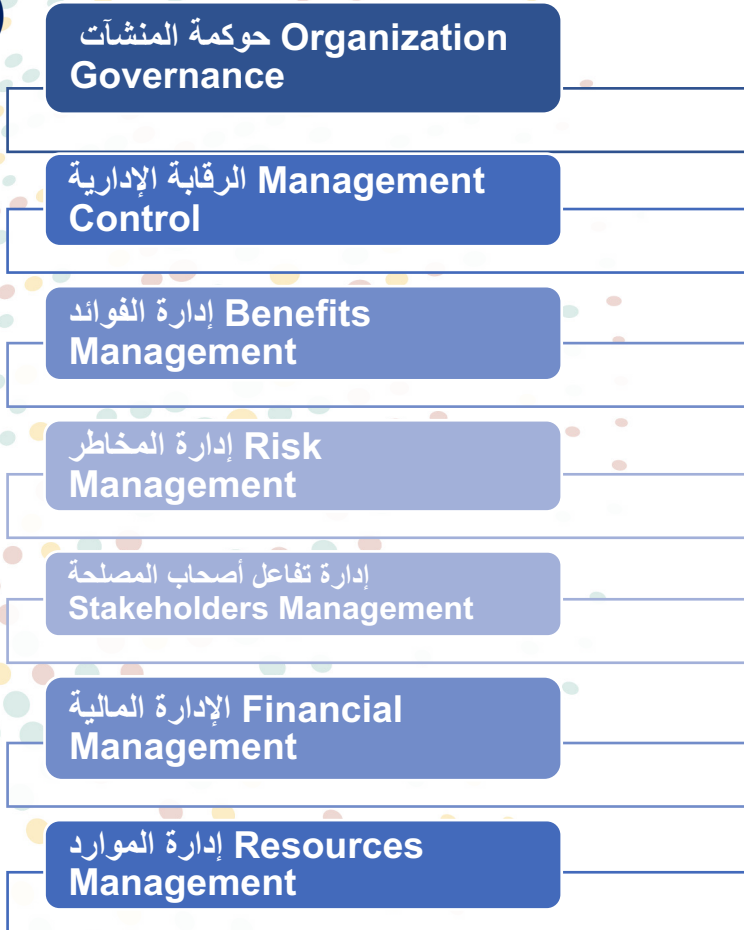 حوكمة المنشآت Organization
Governance
الرقابة الإدارية Management
Control
إدارة الفوائد Benefits
Management
إدارة المخاطر Risk
Management
إدارة تفاعل أصحاب المصلحة
Stakeholders Management
الإدارة المالية Financial
Management
إدارة الموارد Resources
Management